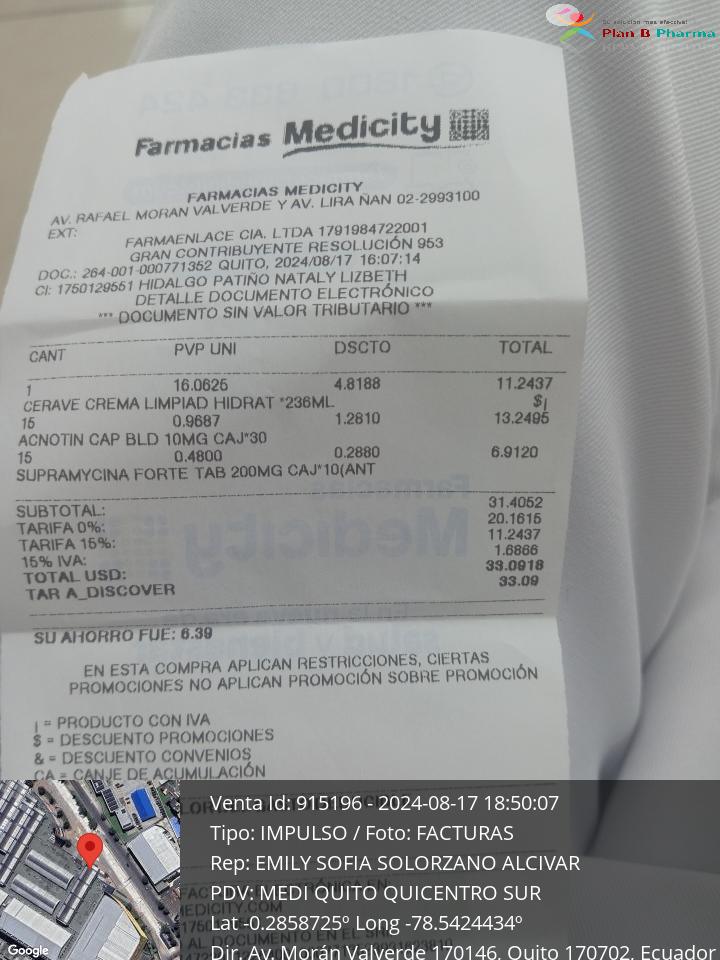 Su solución mas efectiva!
Plan B Pharma
Farmacias Medicity
FARMACIAS MEDICITY
AV. RAFAEL MORAN VALVERDE Y AV. LIRA ÑAN 02-2993100
EXT:
FARMAENLACE CIA. LTDA 1791984722001
GRAN CONTRIBUYENTE RESOLUCIÓN 953
DOC.: 264-001-000771352 QUITO, 2024/08/17 16:07:14
CI: 1750129551 HIDALGO PATIÑO NATALY LIZBETH
DETALLE DOCUMENTO ELECTRÓNICO
*** DOCUMENTO SIN VALOR TRIBUTARIO ***
CANT PVP UNI DSCTO TOTAL
1 16.0625 4.8188 11.2437
CERAVE CREMA LIMPIAD HIDRAT *236ML $¡
15 0.9687 1.2810 13.2495
ACNOTIN CAP BLD 10MG CAJ*30
15 0.4800 0.2880 6.9120
SUPRAMYCINA FORTE TAB 200MG CAJ*10(ANT
SUBTOTAL: 31.4052
TARIFA 0%: 20.1615
TARIFA 15%: 11.2437
15% IVA: 1.6866
TOTAL USD: 33.0918
TAR A_DISCOVER 33.09
SU AHORRO FUE: 6.39
EN ESTA COMPRA APLICAN RESTRICCIONES, CIERTAS
PROMOCIONES NO APLICAN PROMOCIÓN SOBRE PROMOCIÓN
¡ = PRODUCTO CON IVA
$ = DESCUENTO PROMOCIONES
& = DESCUENTO CONVENIOS
CA = CANJE DE ACUMULACIÓN
Venta Id: 915196 - 2024-08-17 18:50:07
Tipo: IMPULSO / Foto: FACTURAS
Rep: EMILY SOFIA SOLORZANO ALCIVAR
PDV: MEDI QUITO QUICENTRO SUR
Lat -0.2858725º Long -78.5424434º
Dir. Av. Morán Valverde 170146, Quito 170702, Ecuador
Google